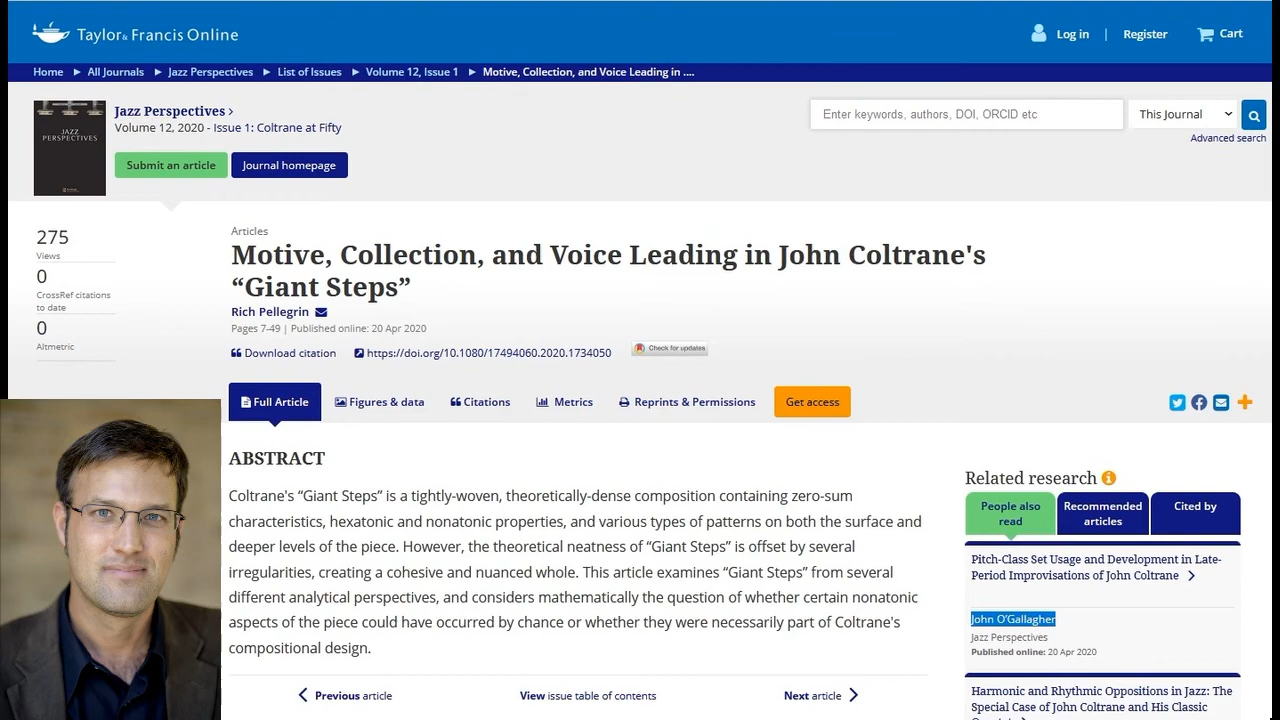 Taylor & Francis Online
Log in | Register Cart
Home ► All Journals ► Jazz Perspectives ► List of Issues ► Volume 12, Issue 1 ► Motive, Collection, and Voice Leading in ....
JAZZ
PERSPECTIVES
Jazz Perspectives >
Volume 12, 2020 - Issue 1: Coltrane at Fifty
Submit an article Journal homepage
Enter keywords, authors, DOI, ORCID etc
This Journal
Advanced search
275
Views
0
CrossRef citations
to date
0
Altmetric
Articles
Motive, Collection, and Voice Leading in John Coltrane's
“Giant Steps”
Rich Pellegrin
Pages 7-49 | Published online: 20 Apr 2020
Download citation https://doi.org/10.1080/17494060.2020.1734050 Check for updates
Full Article Figures & data Citations Metrics Reprints & Permissions Get access
ABSTRACT
Coltrane's “Giant Steps” is a tightly-woven, theoretically-dense composition containing zero-sum
characteristics, hexatonic and nonatonic properties, and various types of patterns on both the surface and
deeper levels of the piece. However, the theoretical neatness of “Giant Steps” is offset by several
irregularities, creating a cohesive and nuanced whole. This article examines “Giant Steps” from several
different analytical perspectives, and considers mathematically the question of whether certain nonatonic
aspects of the piece could have occurred by chance or whether they were necessarily part of Coltrane's
compositional design.
Previous article View issue table of contents Next article
Related research
People also
read
Recommended
articles
Cited by
Pitch-Class Set Usage and Development in Late-
Period Improvisations of John Coltrane >
John O'Gallagher
Jazz Perspectives
Published online: 20 Apr 2020
Harmonic and Rhythmic Oppositions in Jazz: The
Special Case of John Coltrane and His Classic